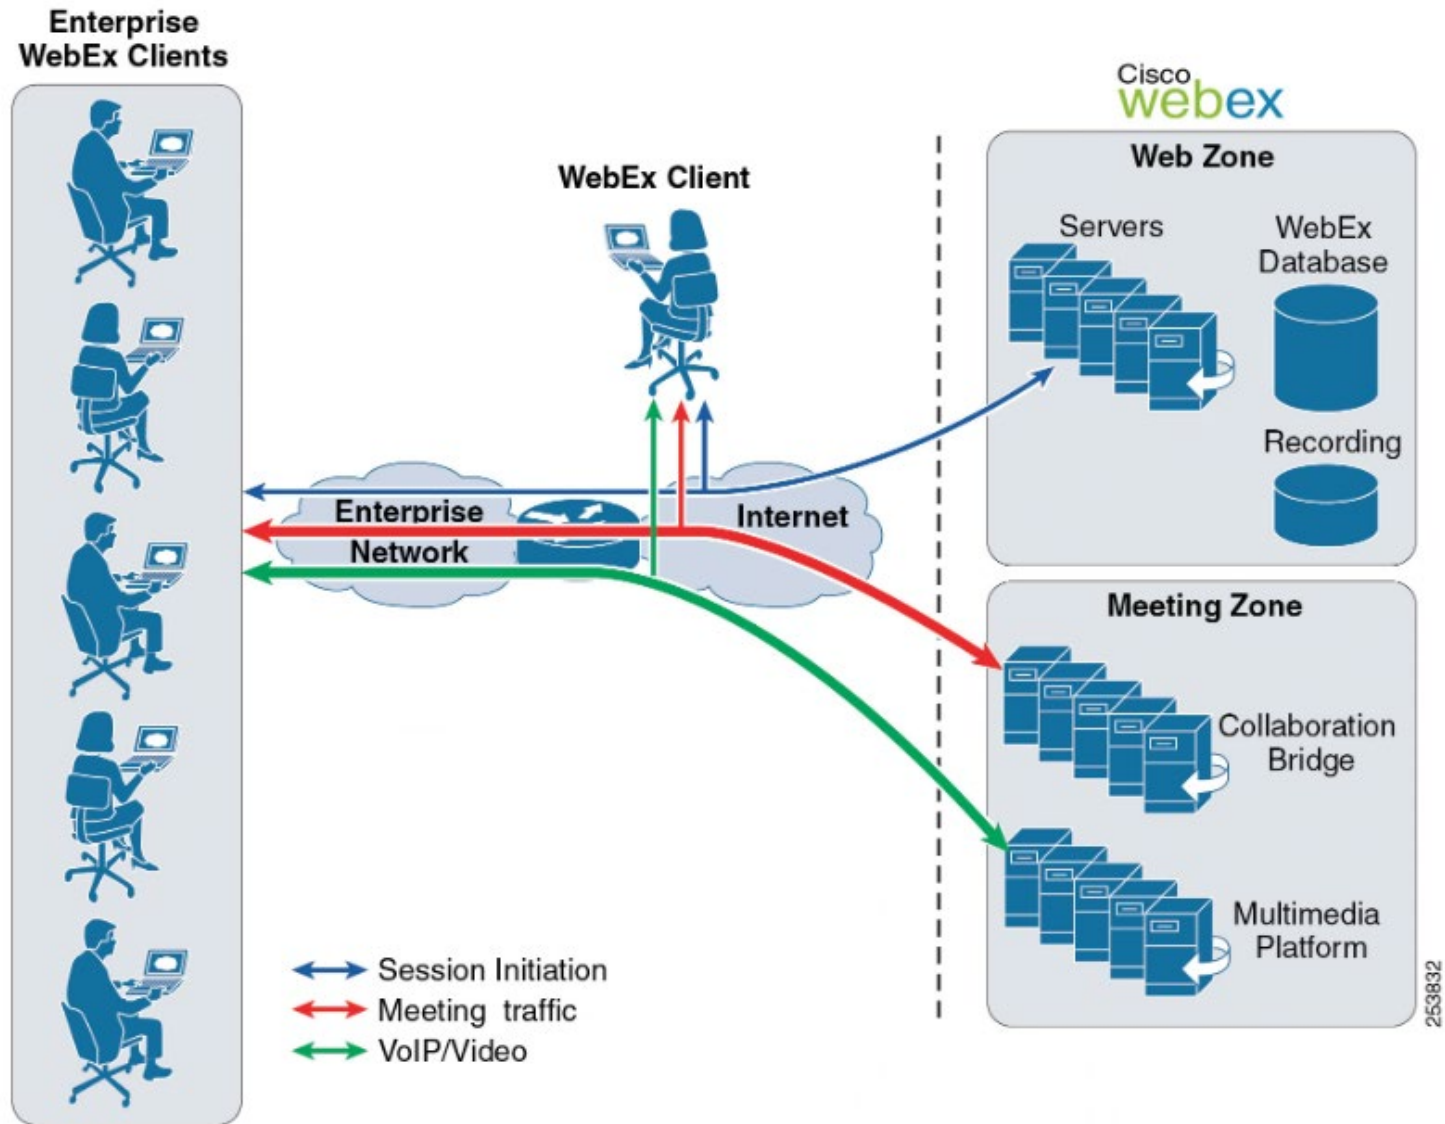 Enterprise
WebEx Clients
Cisco
webex
Web Zone
WebEx Client
Servers
WebEx
Database
Recording
Enterprise
Network
Internet
Meeting Zone
Collaboration
Bridge
Multimedia
Platform
Session Initiation
Meeting traffic
VoIP/Video
253832